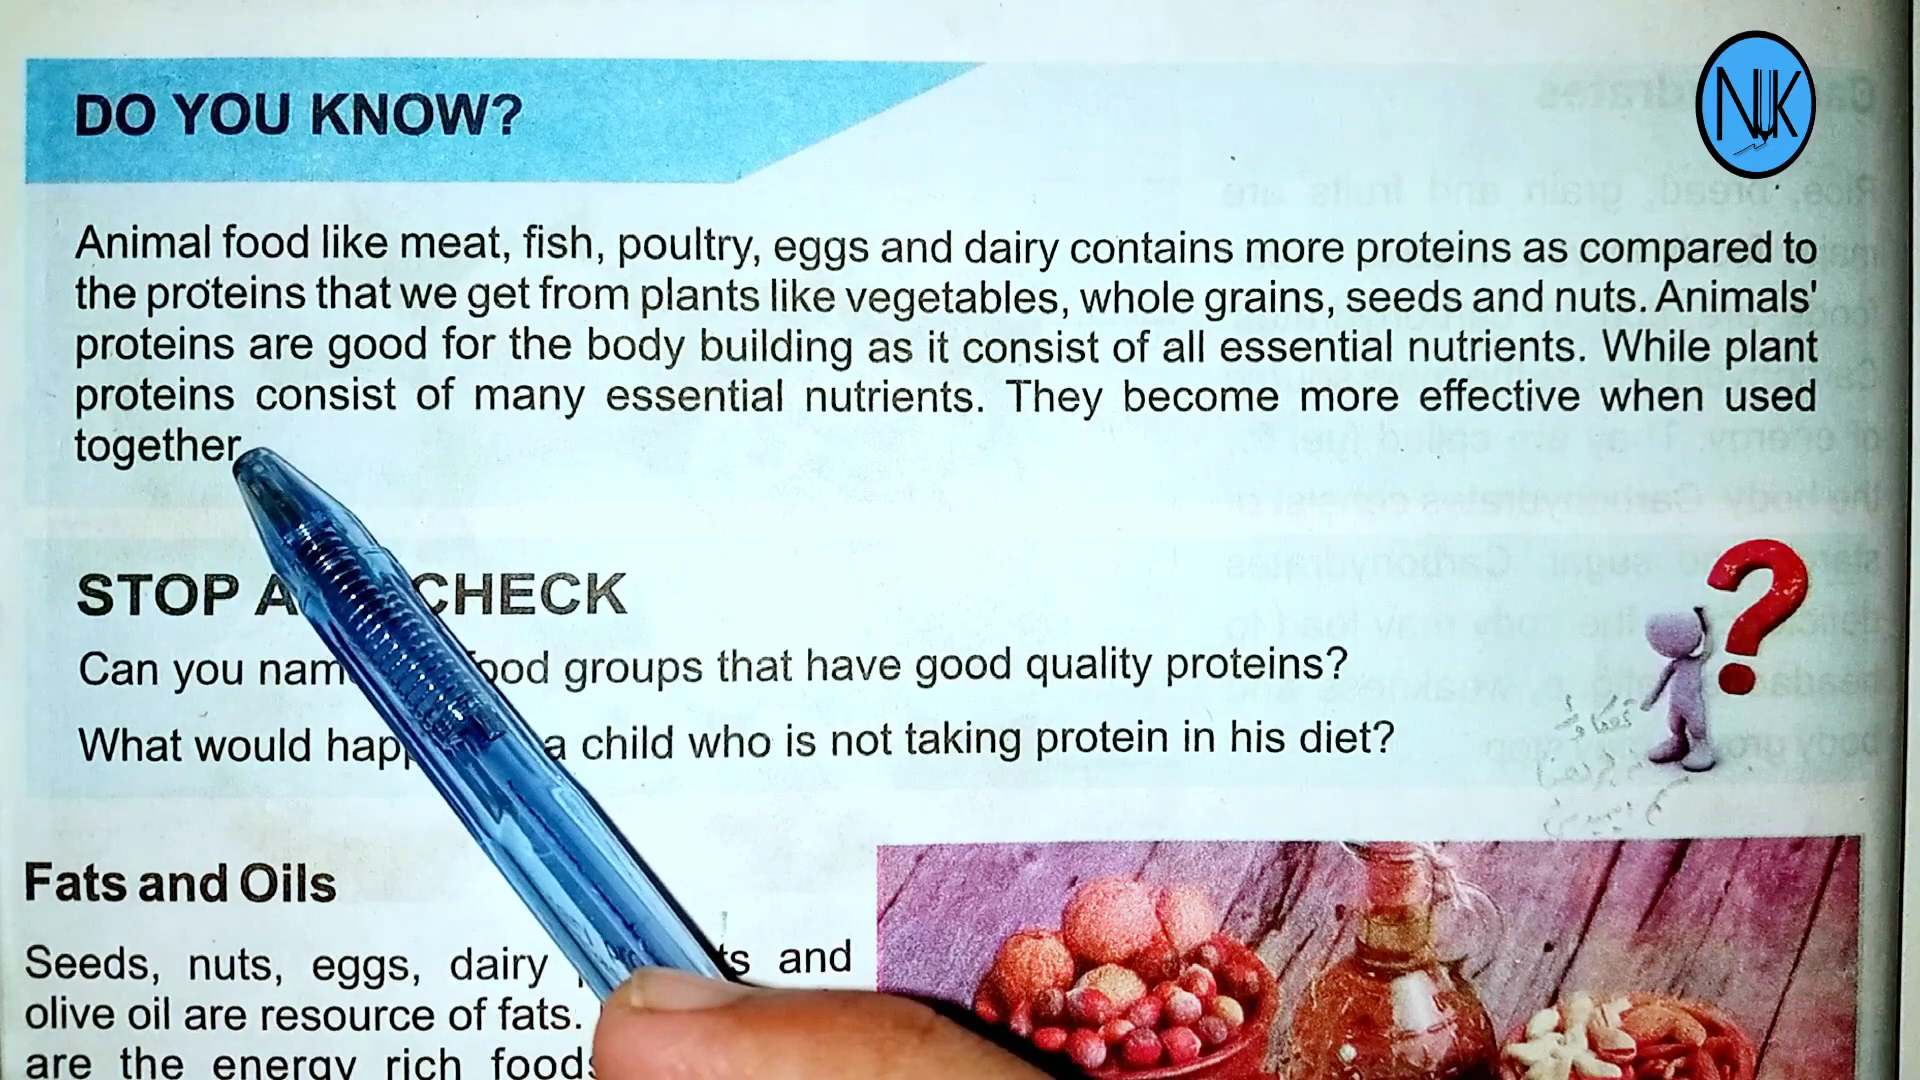 DO YOU KNOW?
NUK
Animal food like meat, fish, poultry, eggs and dairy contains more proteins as compared to
the proteins that we get from plants like vegetables, whole grains, seeds and nuts. Animals'
proteins are good for the body building as it consist of all essential nutrients. While plant
proteins consist of many essential nutrients. They become more effective when used
together
STOP A CHECK
Can you nam ood groups that have good quality proteins?
What would happ a child who is not taking protein in his diet?
Fats and Oils
Seeds, nuts, eggs, dairy ts and
olive oil are resource of fats.
are the energy rich foods